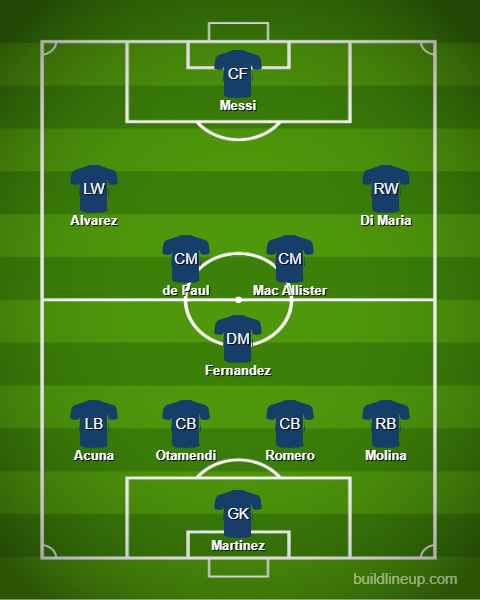 CF
Messi
LW
Alvarez
RW
Di Maria
CM
de Paul
CM
Mac Allister
DM
Fernandez
LB
Acuna
CB
Otamendi
CB
Romero
RB
Molina
GK
Martinez
buildlineup.com